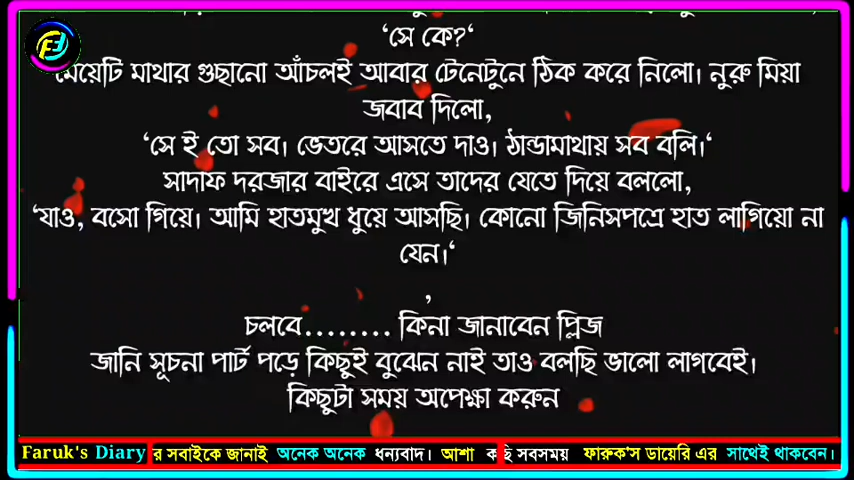 ‘সে কে?‘
মেয়েটি মাথার গুছানো আঁচলই আবার টেনেটুনে ঠিক করে নিলো। নুরু মিয়া
জবাব দিলো,
‘সে ই তো সব। ভেতরে আসতে দাও। ঠান্ডামাথায় সব বলি।‘
সাদাফ দরজার বাইরে এসে তাদের যেতে দিয়ে বললো,
‘যাও, বসো গিয়ে। আমি হাতমুখ ধুয়ে আসছি। কোনো জিনিসপত্রে হাত লাগিয়ো না
যেন।‘
,
চলবে........ কিনা জানাবেন প্লিজ
জানি সূচনা পার্ট পড়ে কিছুই বুঝেন নাই তাও বলছি ভালো লাগবেই।
কিছুটা সময় অপেক্ষা করুন
Faruk's Diary র সবাইকে জানাই অনেক অনেক ধন্যবাদ। আশা ছি সবসময় ফারুক'স ডায়েরি এর সাথেই থাকবেন।